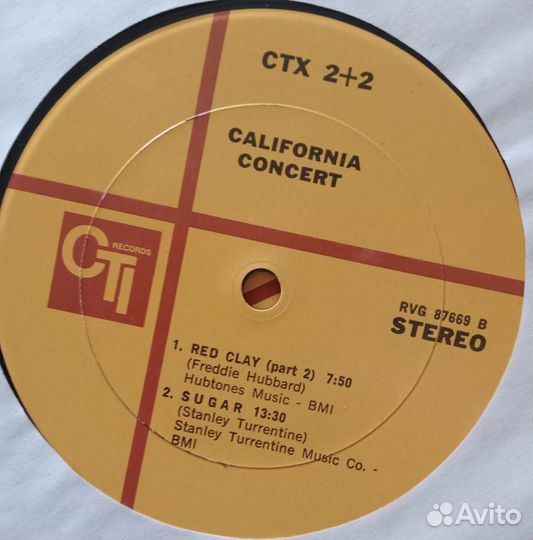 CTX 2+2
CALIFORNIA
CONCERT
CTI
RECORDS
RVG 87669 B
STEREO
1. RED CLAY (part 2) 7:50
(Freddie Hubbard)
Hubtones Music - BMI
2. SUGAR 13:30
(Stanley Turrentine)
Stanley Turrentine Music Co. -
BMI
Avito